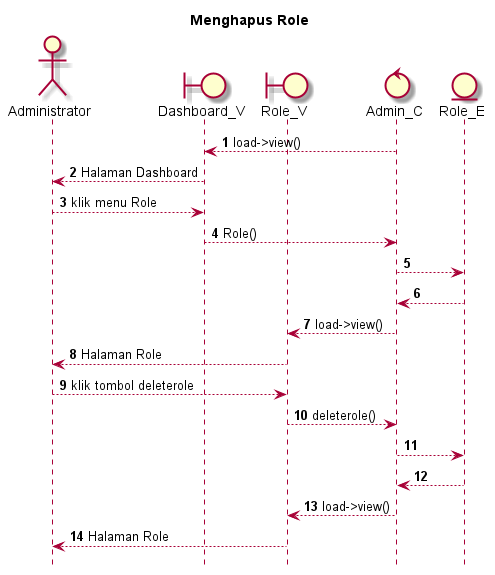 Menghapus Role
Administrator Dashboard_V Role_V Admin_C Role_E
1 load->view()
2 Halaman Dashboard
3 klik menu Role
4 Role()
5
6
7 load->view()
8 Halaman Role
9 klik tombol deleterole
10 deleterole()
11
12
13 load->view()
14 Halaman Role